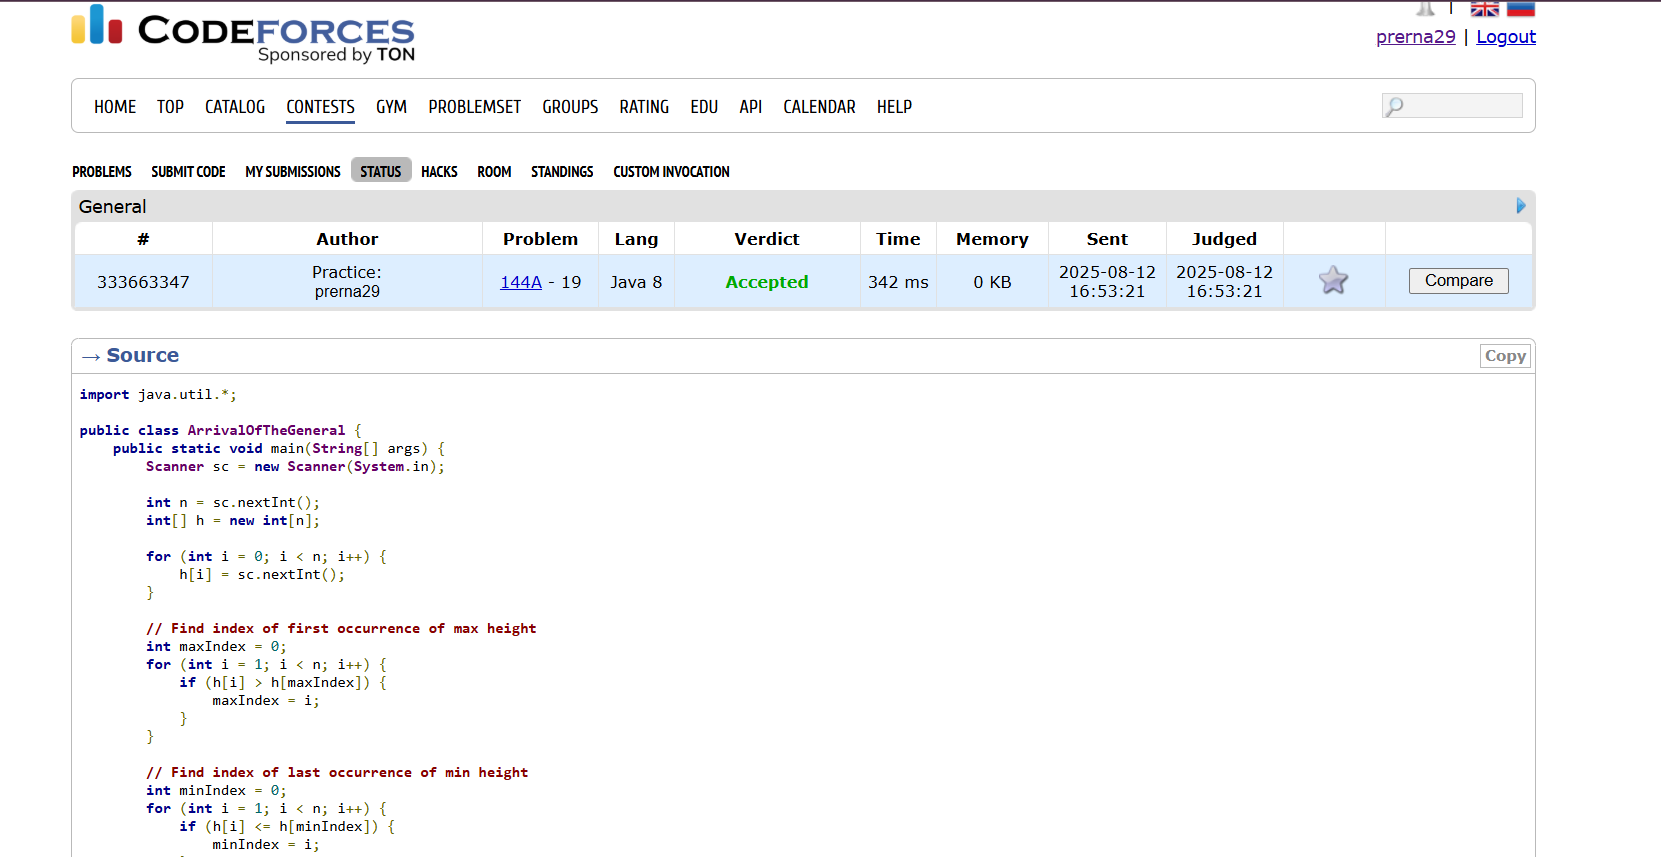 CODEFORCES
Sponsored by TON
|
prerna29 | Logout
HOME TOP CATALOG CONTESTS GYM PROBLEMSET GROUPS RATING EDU API CALENDAR HELP
PROBLEMS SUBMIT CODE MY SUBMISSIONS STATUS HACKS ROOM STANDINGS CUSTOM INVOCATION
General
# Author Problem Lang Verdict Time Memory Sent Judged
333663347 Practice: prerna29 144A - 19 Java 8 Accepted 342 ms 0 KB 2025-08-12 16:53:21 2025-08-12 16:53:21 Compare
→ Source
Copy
import java.util.*;
public class ArrivalOfTheGeneral {
    public static void main(String[] args) {
        Scanner sc = new Scanner(System.in);
        int n = sc.nextInt();
        int[] h = new int[n];
        for (int i = 0; i < n; i++) {
            h[i] = sc.nextInt();
        }
        // Find index of first occurrence of max height
        int maxIndex = 0;
        for (int i = 1; i < n; i++) {
            if (h[i] > h[maxIndex]) {
                maxIndex = i;
            }
        }
        // Find index of last occurrence of min height
        int minIndex = 0;
        for (int i = 1; i < n; i++) {
            if (h[i] <= h[minIndex]) {
                minIndex = i;